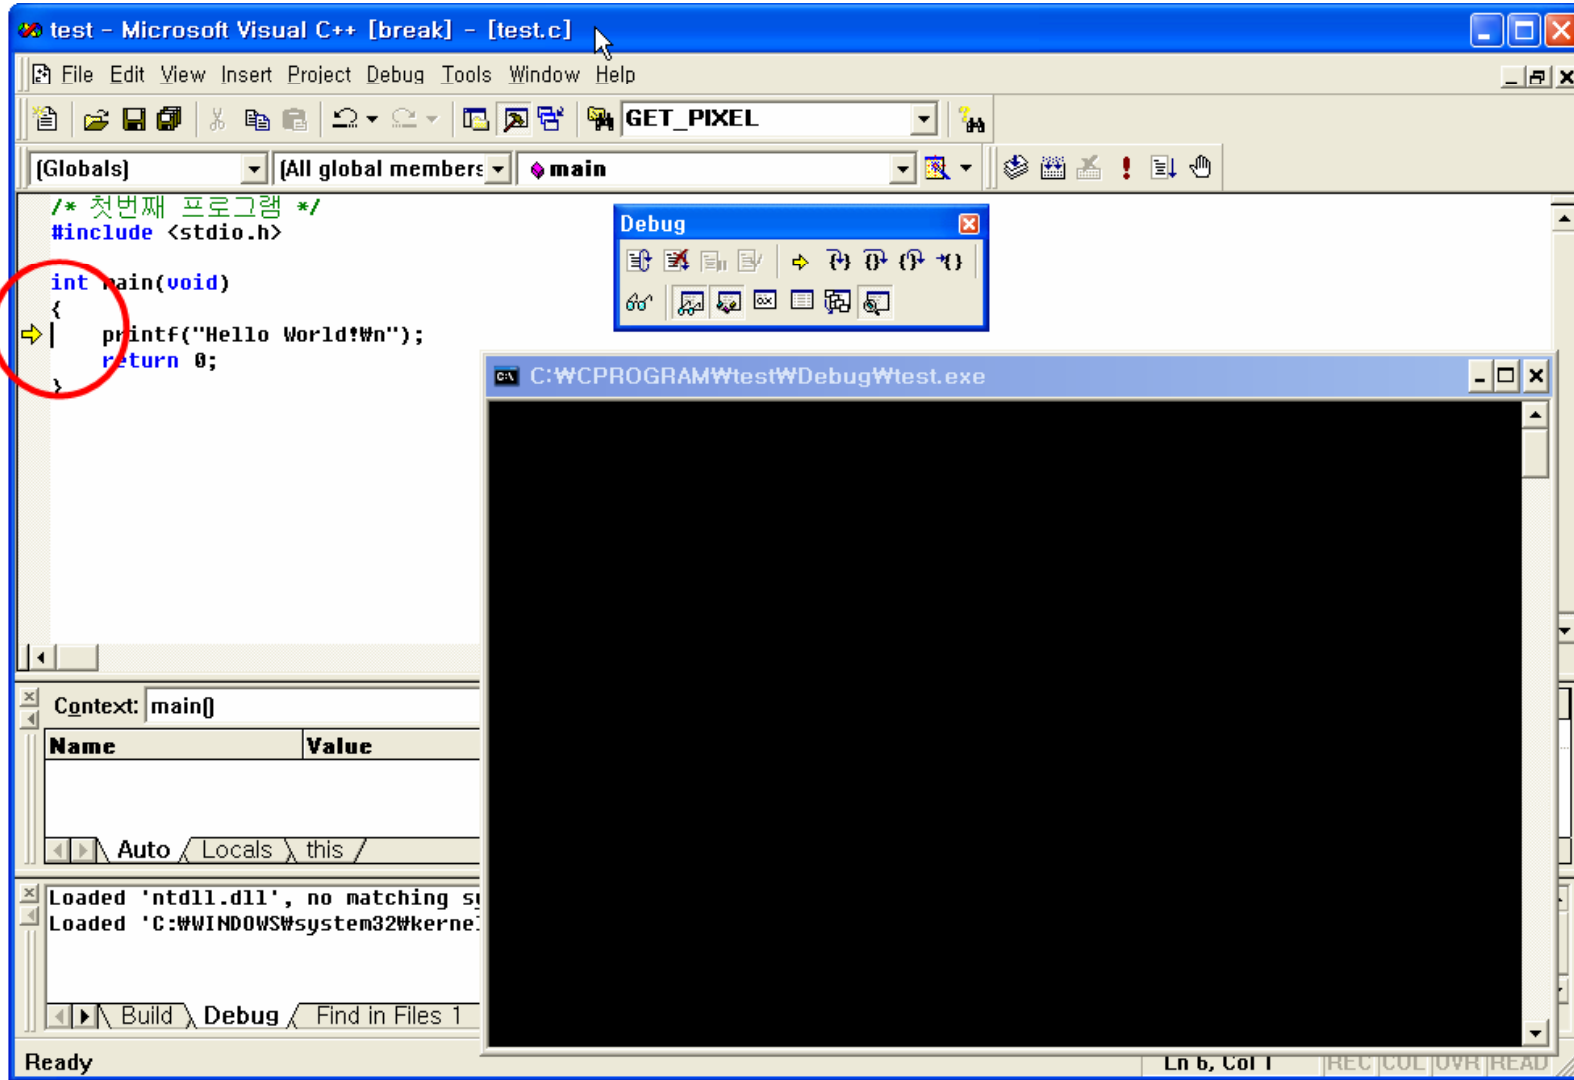 test - Microsoft Visual C++ [break] - [test.c]
File Edit View Insert Project Debug Tools Window Help
GET_PIXEL
(Globals) (All global members main
/* 첫번째 프로그램 */
#include <stdio.h>
int main(void)
{
printf("Hello World!₩n");
return 0;
}
Debug
C:₩CPROGRAM₩test₩Debug₩test.exe
Context: main()
Name Value
Auto Locals this
Loaded 'ntdll.dll', no matching sy
Loaded 'C:₩WINDOWS₩system32₩kernel
Build Debug Find in Files 1
Ready Ln 6, Col 1 REC COL OVR READ